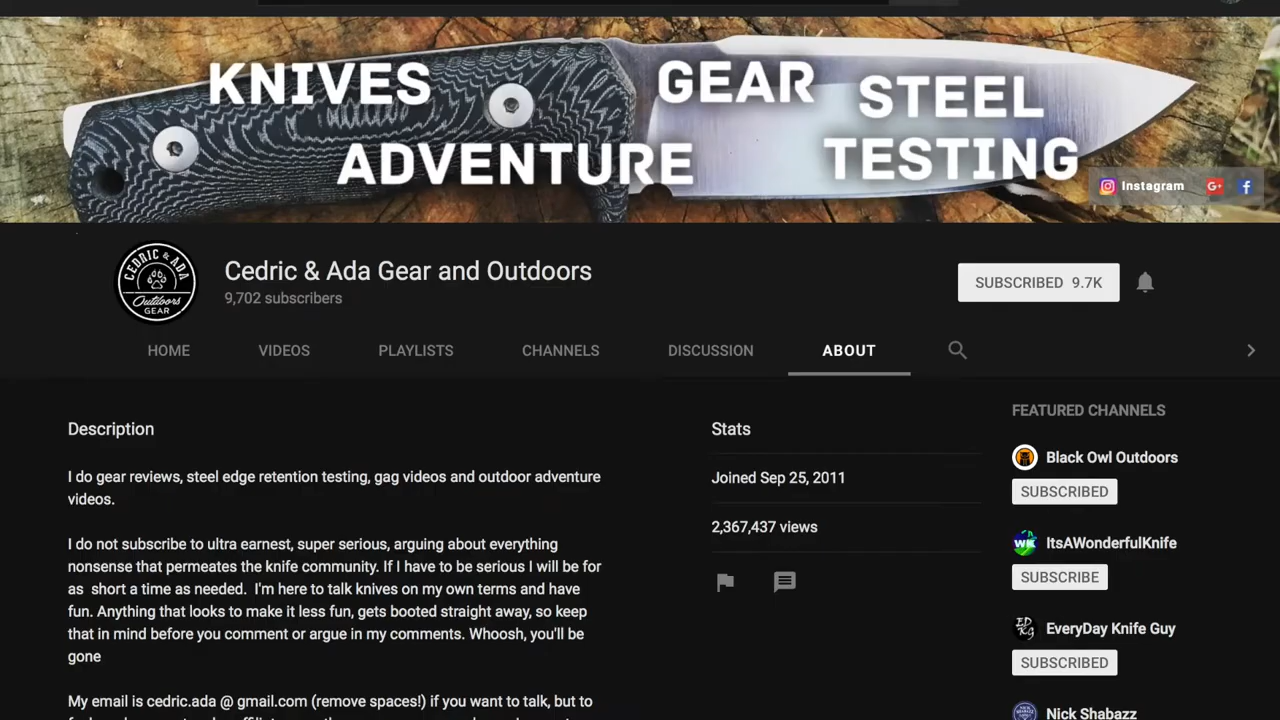 KNIVES
GEAR
STEEL
ADVENTURE
TESTING
Instagram
CEDRIC & ADA
Outdoors
GEAR
Cedric & Ada Gear and Outdoors
9,702 subscribers
SUBSCRIBED 9.7K
HOME VIDEOS PLAYLISTS CHANNELS DISCUSSION ABOUT
Description
I do gear reviews, steel edge retention testing, gag videos and outdoor adventure
videos.
I do not subscribe to ultra earnest, super serious, arguing about everything
nonsense that permeates the knife community. If I have to be serious I will be for
as short a time as needed. I'm here to talk knives on my own terms and have
fun. Anything that looks to make it less fun, gets booted straight away, so keep
that in mind before you comment or argue in my comments. Whoosh, you'll be
gone
My email is cedric.ada @ gmail.com (remove spaces!) if you want to talk, but to
Stats
Joined Sep 25, 2011
2,367,437 views
FEATURED CHANNELS
Black Owl Outdoors
SUBSCRIBED
WK
ItsAWonderfulKnife
SUBSCRIBE
EveryDay Knife Guy
SUBSCRIBED
Nick Shabazz